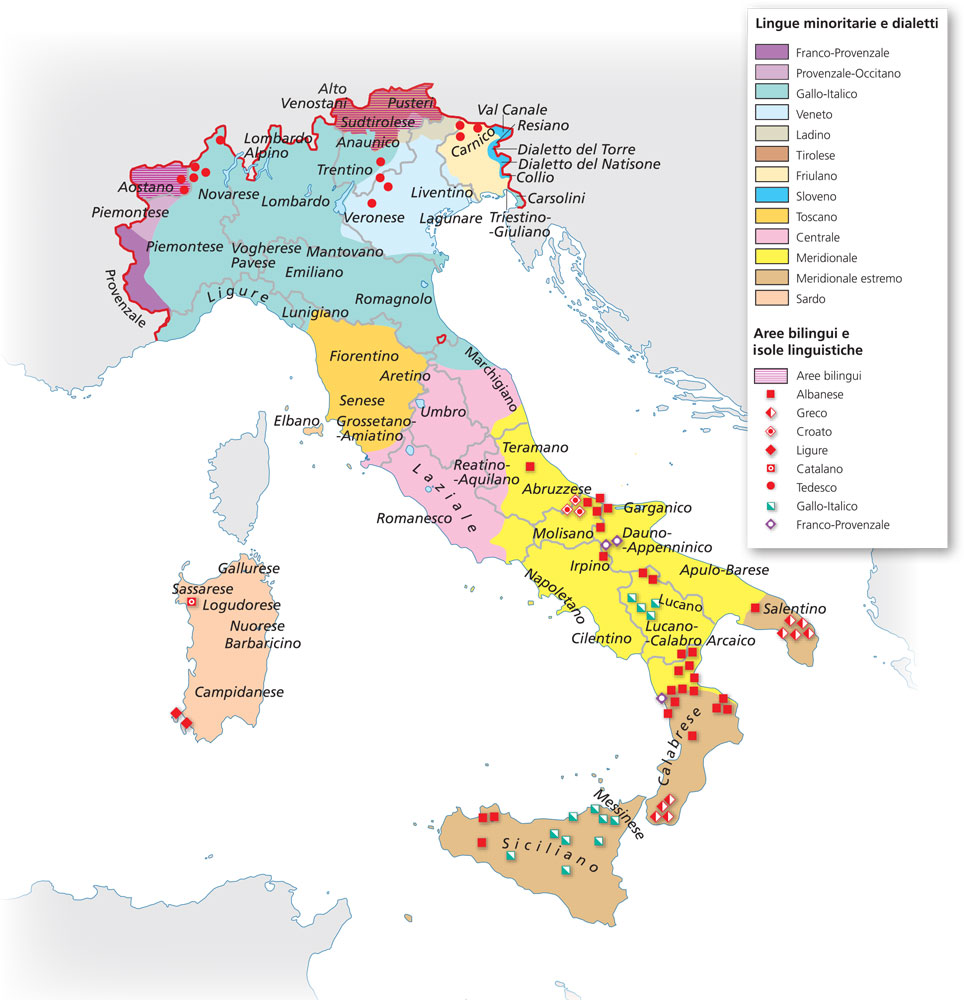 Lingue minoritarie e dialetti
Franco-Provenzale
Provenzale-Occitano
Gallo-Italico
Veneto
Ladino
Tirolese
Friulano
Sloveno
Toscano
Centrale
Meridionale
Meridionale estremo
Sardo
Aree bilingui e
isole linguistiche
Aree bilingui
Albanese
Greco
Croato
Ligure
Catalano
Tedesco
Gallo-Italico
Franco-Provenzale
Alto
Venostani
Pusteri
Sudtirolese
Anaunico
Val Canale
Resiano
Carnico
Dialetto del Torre
Dialetto del Natisone
Collio
Carsolini
Lombardo
Alpino
Trentino
Aostano
Novarese
Lombardo
Liventino
Piemontese
Veronese
Lagunare
Triestino-
-Giuliano
Piemontese
Vogherese
Pavese
Mantovano
Emiliano
Provenzale
Ligure
Romagnolo
Lunigiano
Fiorentino
Marchigiano
Aretino
Senese
Umbro
Elbano
Grossetano-
-Amiatino
Teramano
Reatino-
-Aquilano
Laziale
Abruzzese
Garganico
Romanesco
Molisano
Dauno-
-Appenninico
Irpino
Apulo-Barese
Gallurese
Sassarese
Logudorese
Napoletano
Lucano
Salentino
Nuorese
Barbaricino
Cilentino
Lucano-
-Calabro Arcaico
Campidanese
Calabrese
Messinese
Siciliano